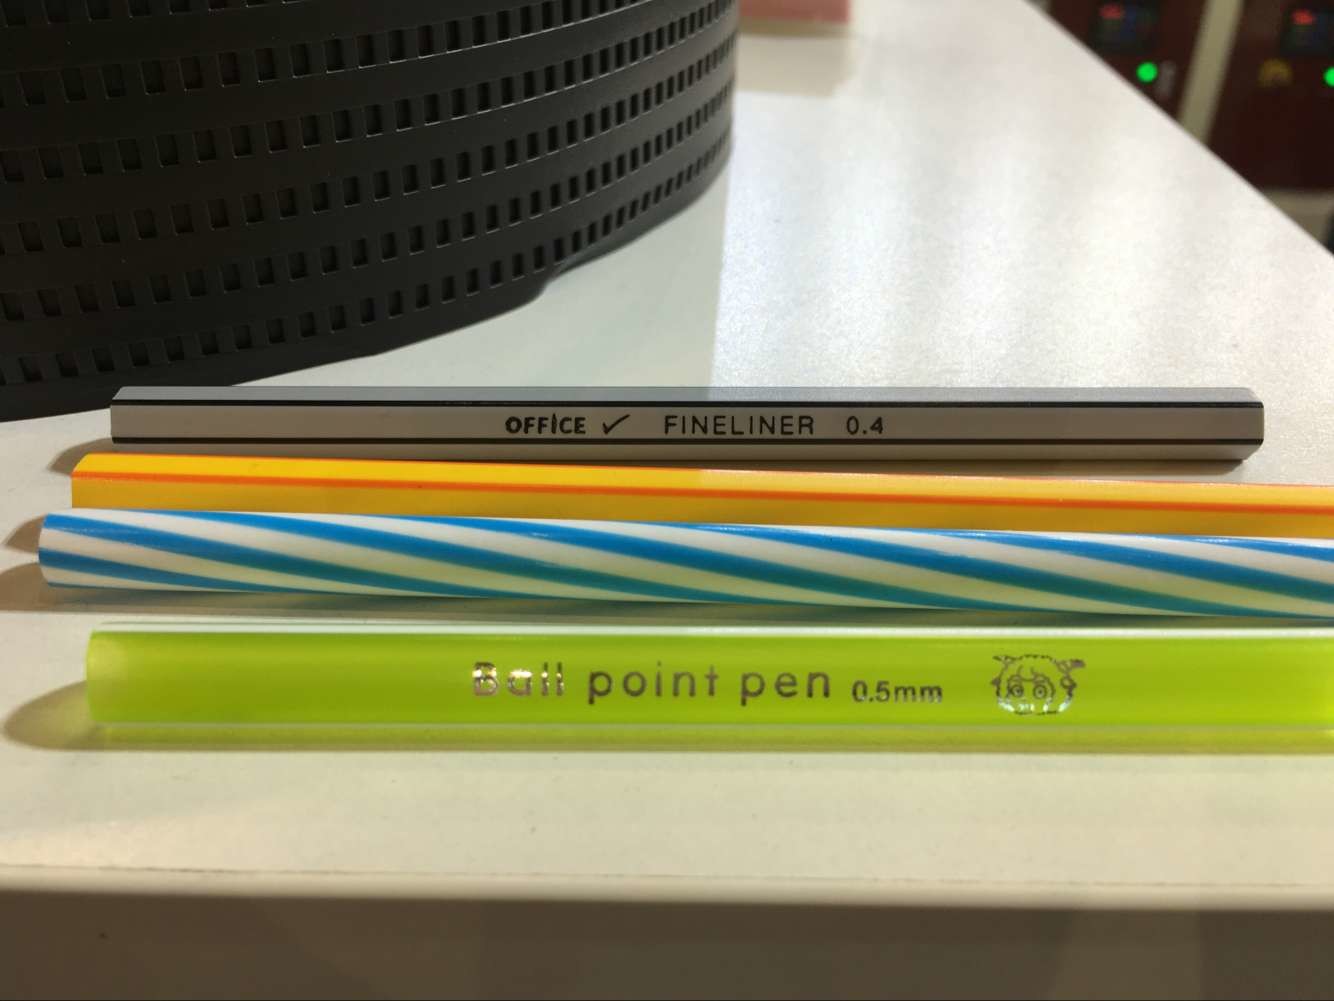 OFFICE ✓ FINELINER 0.4
Ball point pen 0.5mm